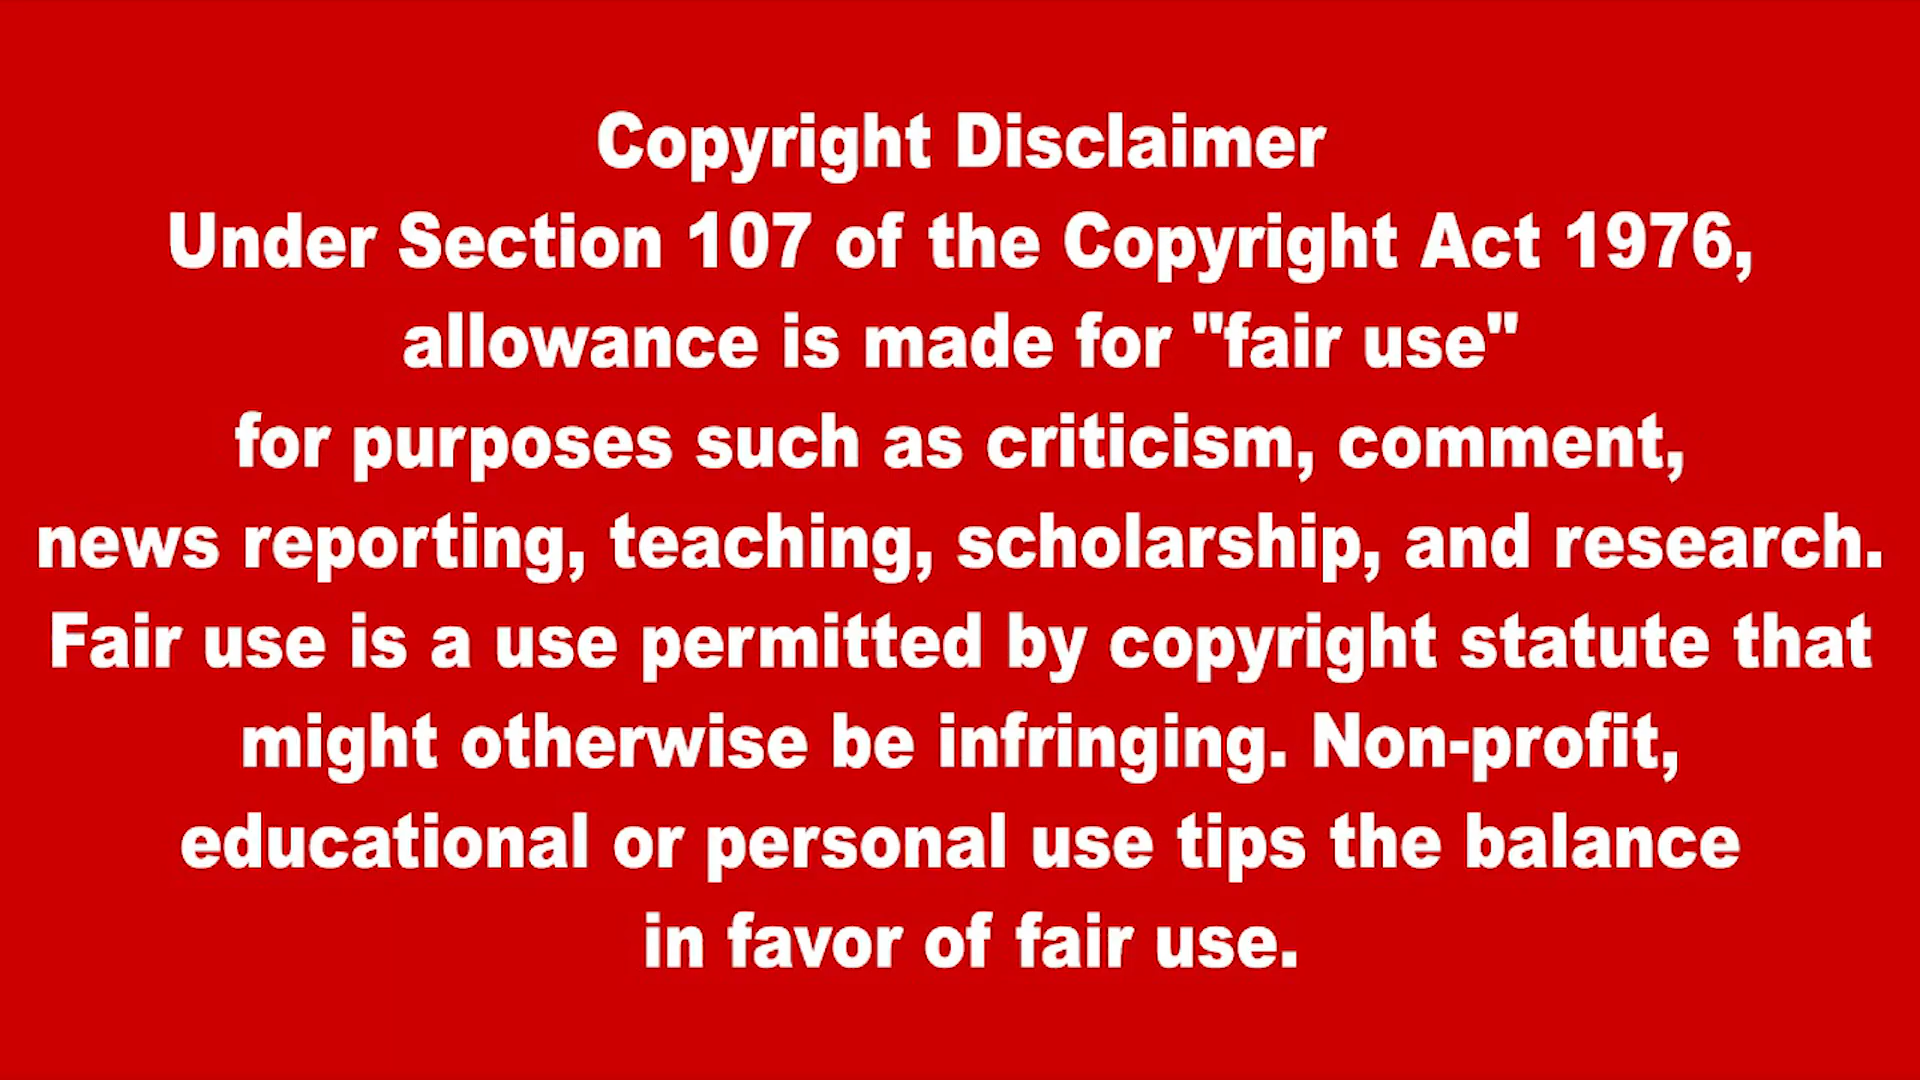 Copyright Disclaimer
Under Section 107 of the Copyright Act 1976,
allowance is made for "fair use"
for purposes such as criticism, comment,
news reporting, teaching, scholarship, and research.
Fair use is a use permitted by copyright statute that
might otherwise be infringing. Non-profit,
educational or personal use tips the balance
in favor of fair use.